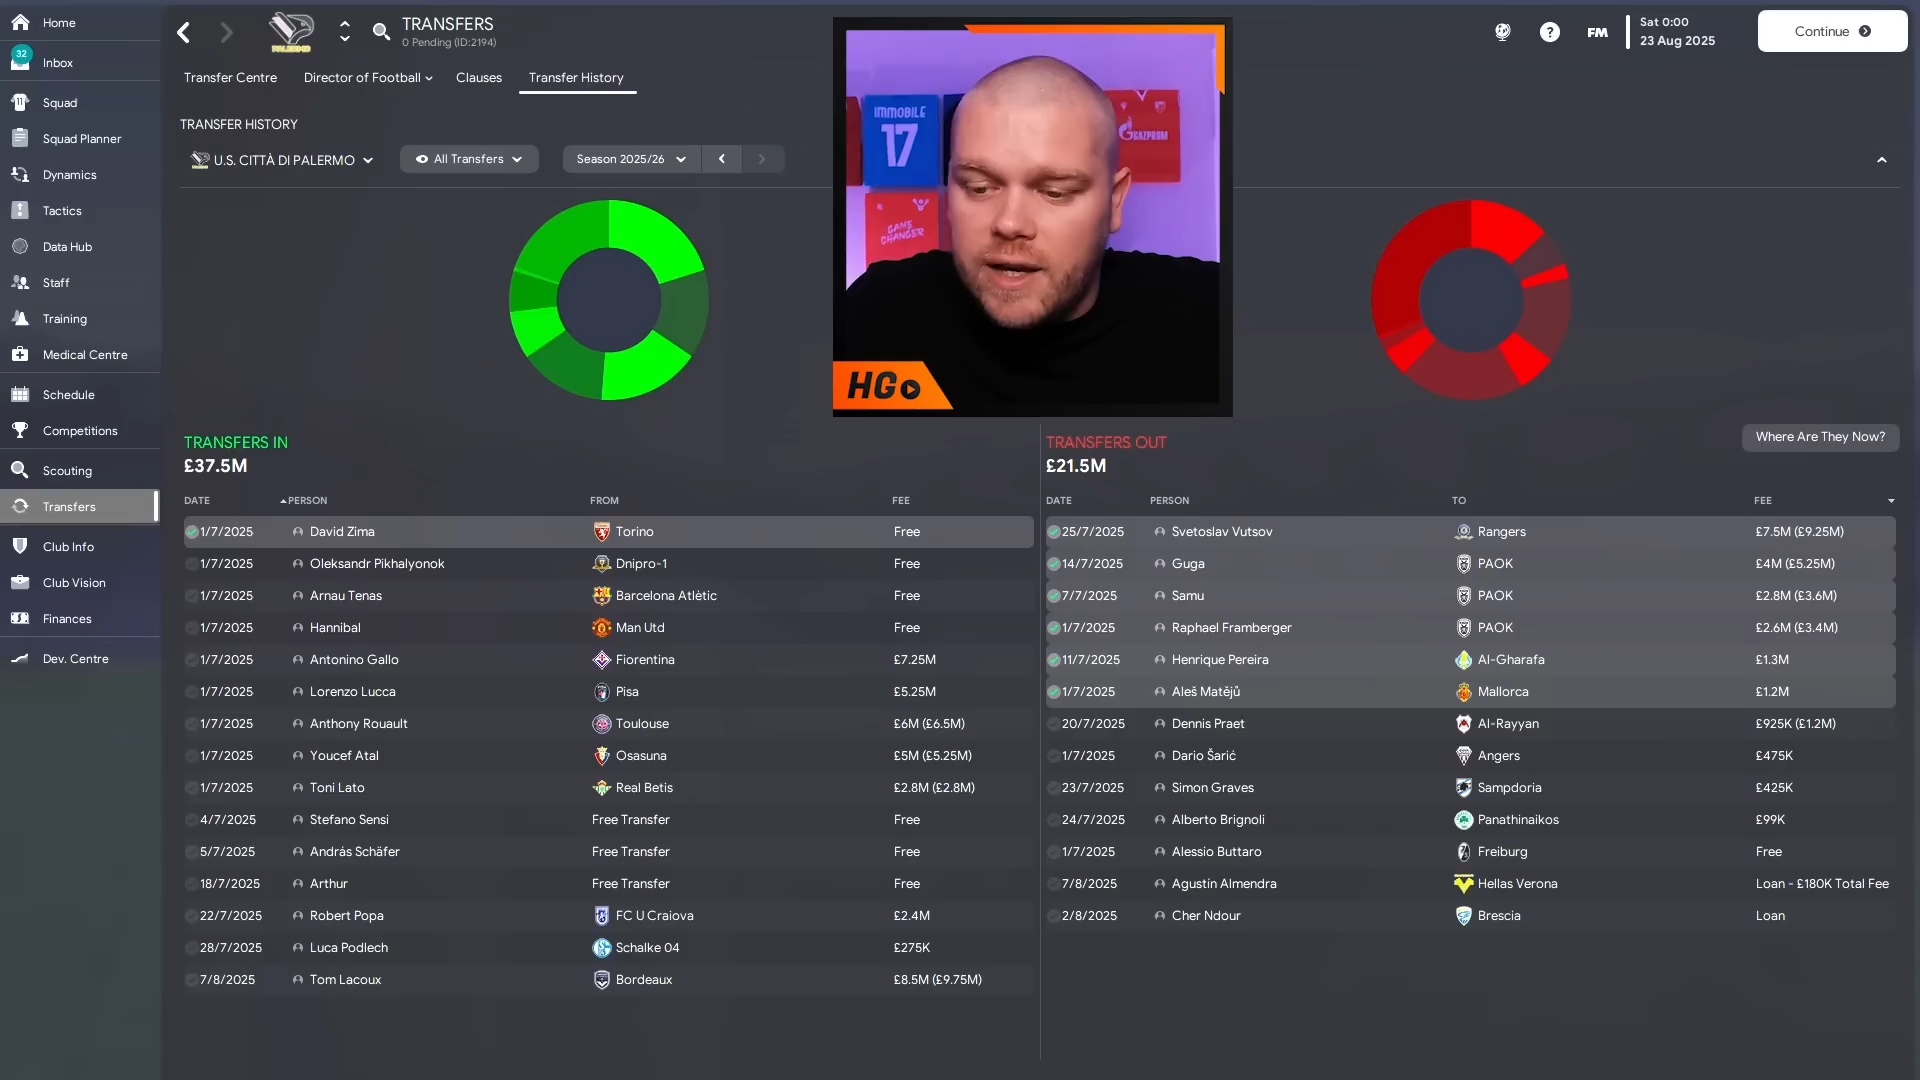 Home
32
Inbox
Squad
Squad Planner
Dynamics
Tactics
Data Hub
Staff
Training
Medical Centre
Schedule
Competitions
Scouting
Transfers
Club Info
Club Vision
Finances
Dev. Centre
PALERMO
TRANSFERS
0 Pending (ID:2194)
? FM
Sat 0:00
23 Aug 2025
Continue
Transfer Centre Director of Football Clauses Transfer History
TRANSFER HISTORY
U.S. CITTÀ DI PALERMO All Transfers Season 2025/26
IMMOBILE
17
GAZPROM
GAME
CHANGER
HG
TRANSFERS IN
£37.5M
DATE PERSON FROM FEE
1/7/2025 David Zima Torino Free
1/7/2025 Oleksandr Pikhalyonok Dnipro-1 Free
1/7/2025 Arnau Tenas Barcelona Atlètic Free
1/7/2025 Hannibal Man Utd Free
1/7/2025 Antonino Gallo Fiorentina £7.25M
1/7/2025 Lorenzo Lucca Pisa £5.25M
1/7/2025 Anthony Rouault Toulouse £6M (£6.5M)
1/7/2025 Youcef Atal Osasuna £5M (£5.25M)
1/7/2025 Toni Lato Real Betis £2.8M (£2.8M)
4/7/2025 Stefano Sensi Free Transfer Free
5/7/2025 András Schäfer Free Transfer Free
18/7/2025 Arthur Free Transfer Free
22/7/2025 Robert Popa FC U Craiova £2.4M
28/7/2025 Luca Podlech Schalke 04 £275K
7/8/2025 Tom Lacoux Bordeaux £8.5M (£9.75M)
TRANSFERS OUT
£21.5M
Where Are They Now?
DATE PERSON TO FEE
25/7/2025 Svetoslav Vutsov Rangers £7.5M (£9.25M)
14/7/2025 Guga PAOK £4M (£5.25M)
7/7/2025 Samu PAOK £2.8M (£3.6M)
1/7/2025 Raphael Framberger PAOK £2.6M (£3.4M)
11/7/2025 Henrique Pereira Al-Gharafa £1.3M
1/7/2025 Aleš Matějů Mallorca £1.2M
20/7/2025 Dennis Praet Al-Rayyan £925K (£1.2M)
1/7/2025 Dario Šarić Angers £475K
23/7/2025 Simon Graves Sampdoria £425K
24/7/2025 Alberto Brignoli Panathinaikos £99K
1/7/2025 Alessio Buttaro Freiburg Free
7/8/2025 Agustín Almendra Hellas Verona Loan - £180K Total Fee
2/8/2025 Cher Ndour Brescia Loan